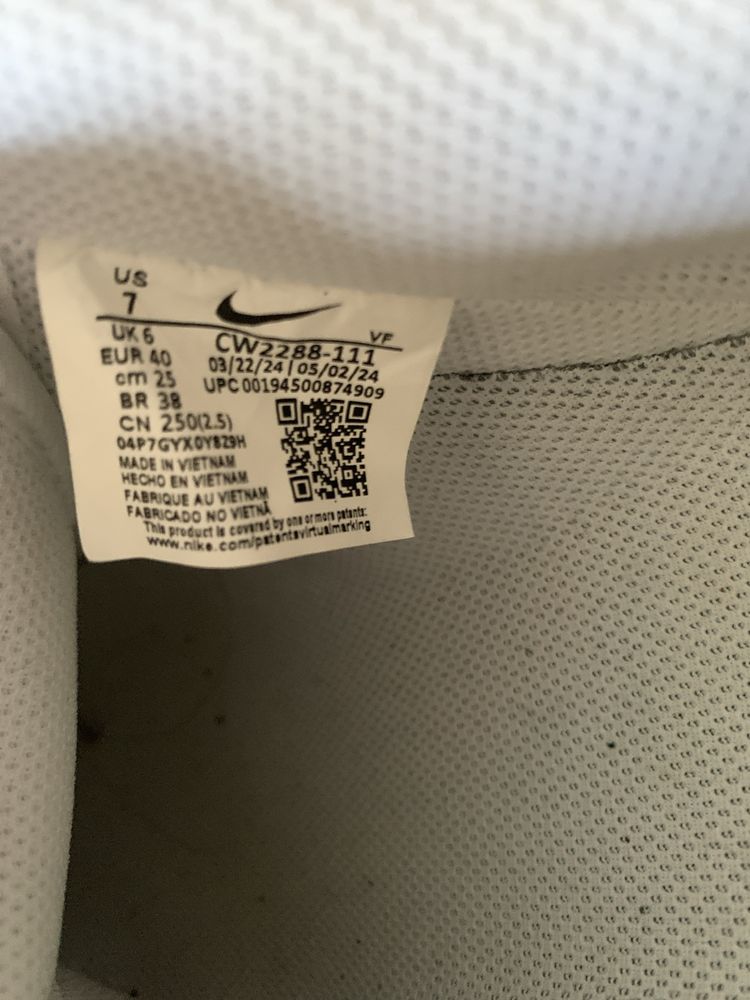 US
7
UK 6
EUR 40
cm 25
BR 38
CN 250(2.5)
04P7GYX0Y829H
VF
CW2288-111
03/22/24 | 05/02/24
UPC 00194500874909
MADE IN VIETNAM
HECHO EN VIETNAM
FABRIQUE AU VIETNAM
FABRICADO NO VIETNÃ
This product is covered by one or more patents:
www.nike.com/patentsvirtualmarking